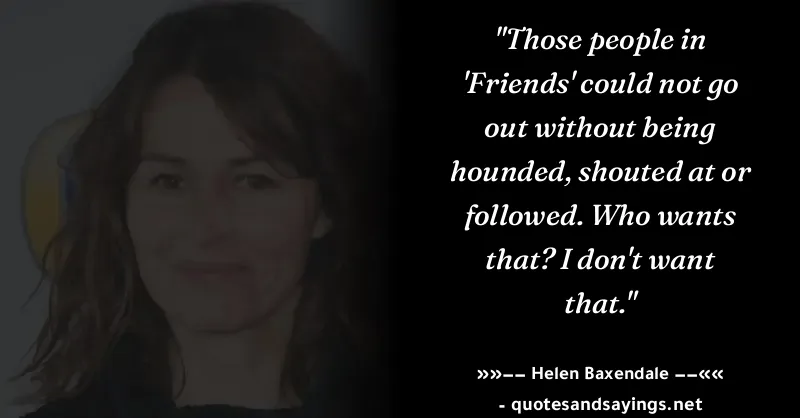 "Those people in
'Friends' could not go
out without being
hounded, shouted at or
followed. Who wants
that? I don't want
that."
»»−− Helen Baxendale −−««
- quotesandsayings.net